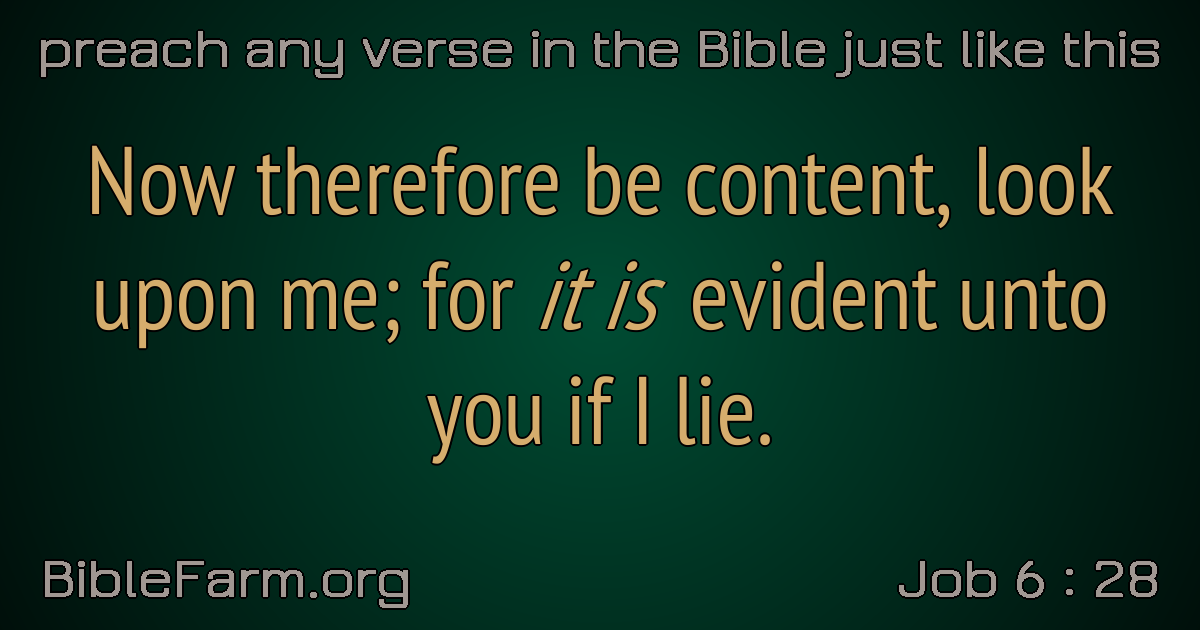 preach any verse in the Bible just like this
Now therefore be content, look
upon me; for it is evident unto
you if I lie.
BibleFarm.org
Job 6 : 28